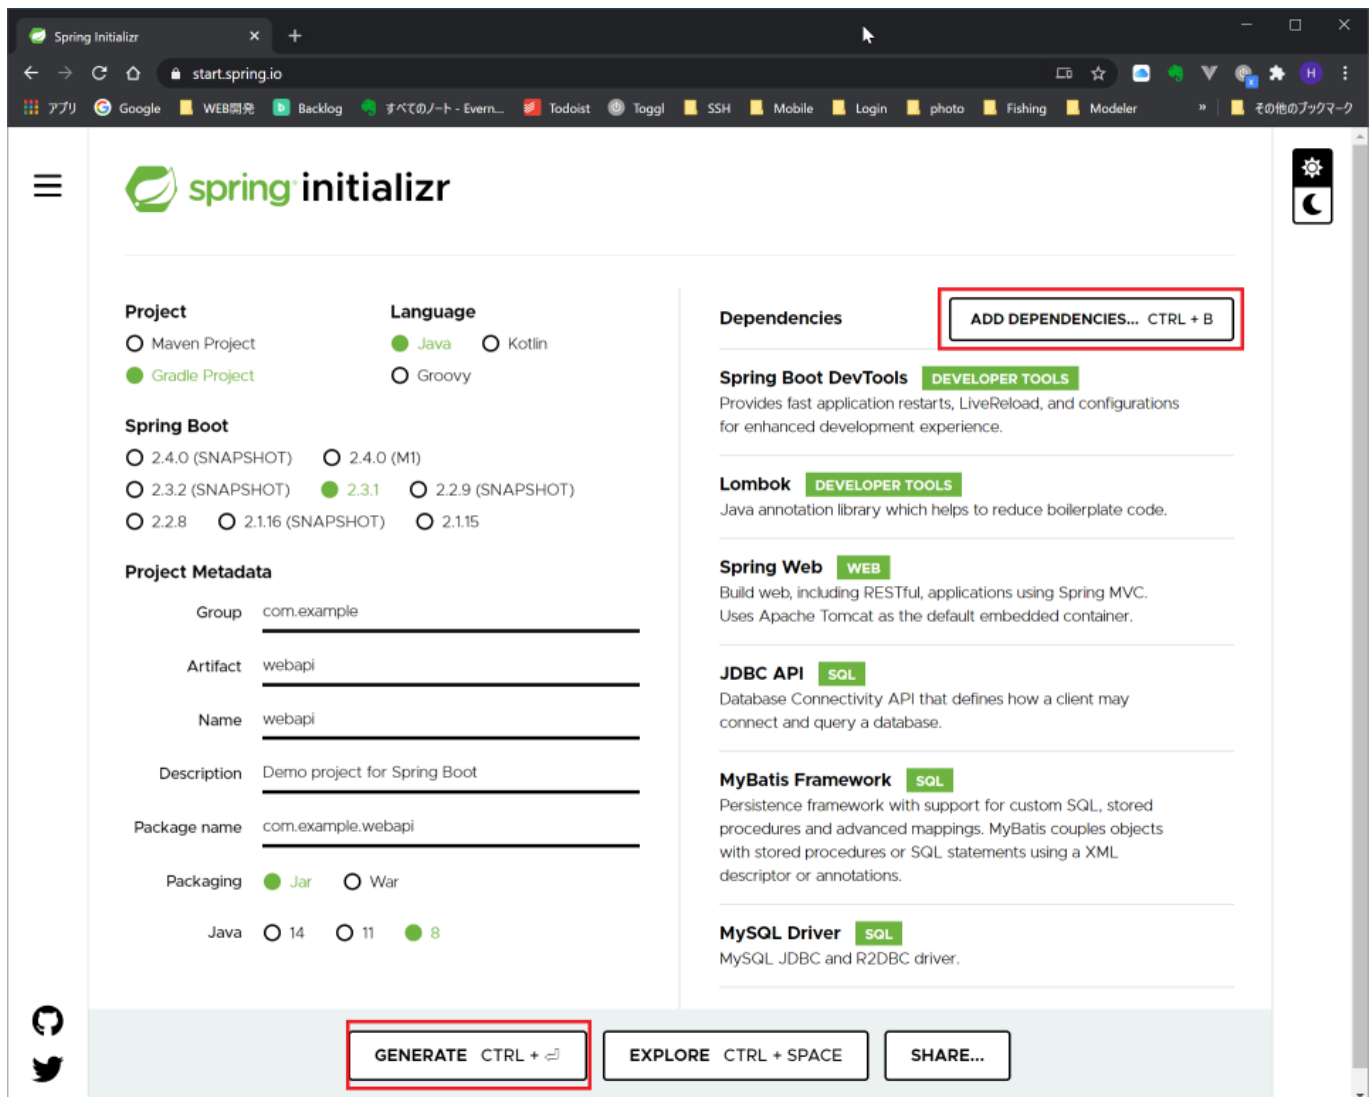 Spring Initializr
start.spring.io
H
アプリ Google WEB開発 Backlog すべてのノート - Evern... Todoist Toggl SSH Mobile Login photo Fishing Modeler » その他のブックマーク
spring initializr
Project
Maven Project
Gradle Project
Language
Java Kotlin
Groovy
Spring Boot
2.4.0 (SNAPSHOT) 2.4.0 (M1)
2.3.2 (SNAPSHOT) 2.3.1 2.2.9 (SNAPSHOT)
2.2.8 2.1.16 (SNAPSHOT) 2.1.15
Project Metadata
Group com.example
Artifact webapi
Name webapi
Description Demo project for Spring Boot
Package name com.example.webapi
Packaging Jar War
Java 14 11 8
Dependencies ADD DEPENDENCIES... CTRL + B
Spring Boot DevTools DEVELOPER TOOLS
Provides fast application restarts, LiveReload, and configurations
for enhanced development experience.
Lombok DEVELOPER TOOLS
Java annotation library which helps to reduce boilerplate code.
Spring Web WEB
Build web, including RESTful, applications using Spring MVC.
Uses Apache Tomcat as the default embedded container.
JDBC API SQL
Database Connectivity API that defines how a client may
connect and query a database.
MyBatis Framework SQL
Persistence framework with support for custom SQL, stored
procedures and advanced mappings. MyBatis couples objects
with stored procedures or SQL statements using a XML
descriptor or annotations.
MySQL Driver SQL
MySQL JDBC and R2DBC driver.
GENERATE CTRL + ⏎ EXPLORE CTRL + SPACE SHARE...